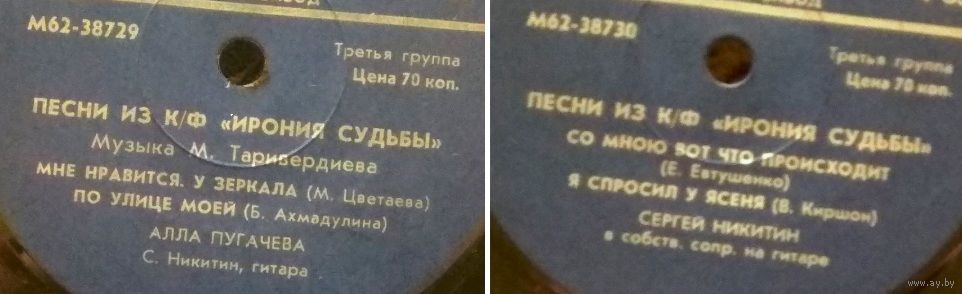 М62-38729
Третья группа
Цена 70 коп.
ПЕСНИ ИЗ К/Ф «ИРОНИЯ СУДЬБЫ»
Музыка М. Таривердиева
МНЕ НРАВИТСЯ. У ЗЕРКАЛА (М. Цветаева)
ПО УЛИЦЕ МОЕЙ (Б. Ахмадулина)
АЛЛА ПУГАЧЕВА
С. Никитин, гитара
М62-38730
Третья группа
Цена 70 коп.
ПЕСНИ ИЗ К/Ф «ИРОНИЯ СУДЬБЫ»
СО МНОЮ ВОТ ЧТО ПРОИСХОДИТ
(Е. Евтушенко)
Я СПРОСИЛ У ЯСЕНЯ (В. Киршон)
СЕРГЕЙ НИКИТИН
в собств. сопр. на гитаре
www.ay.by